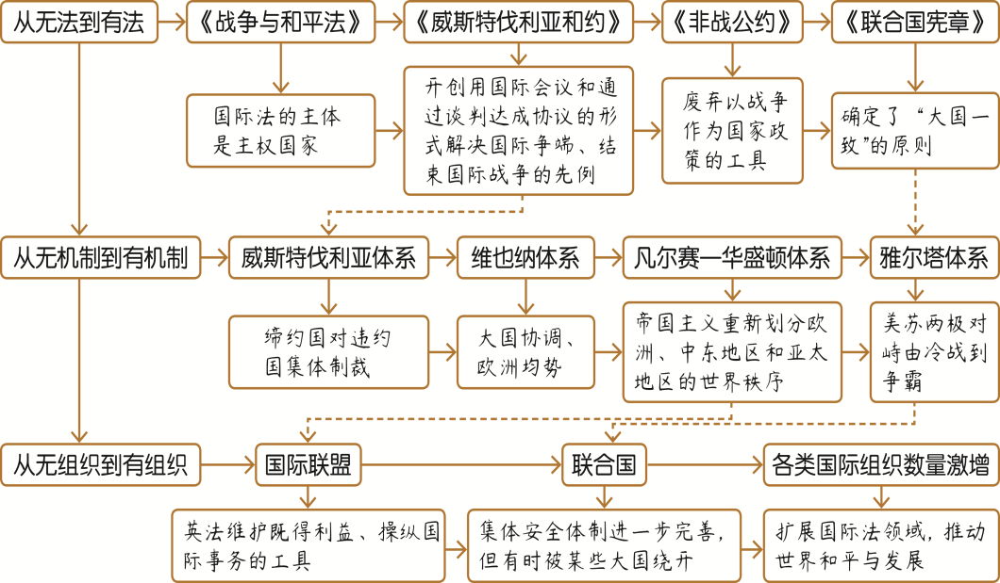 从无法到有法
《战争与和平法》
《威斯特伐利亚和约》
《非战公约》
《联合国宪章》
国际法的主体
是主权国家
开创用国际会议和通
过谈判达成协议的形
式解决国际争端、结
束国际战争的先例
废弃以战争
作为国家政
策的工具
确定了“大国一
致”的原则
从无机制到有机制
威斯特伐利亚体系
维也纳体系
凡尔赛—华盛顿体系
雅尔塔体系
缔约国对违约
国集体制裁
大国协调、
欧洲均势
帝国主义重新划分欧
洲、中东地区和亚太
地区的世界秩序
美苏两极对
峙由冷战到
争霸
从无组织到有组织
国际联盟
联合国
各类国际组织数量激增
英法维护既得利益、操纵国
际事务的工具
集体安全体制进一步完善，
但有时被某些大国绕开
扩展国际法领域，推动
世界和平与发展